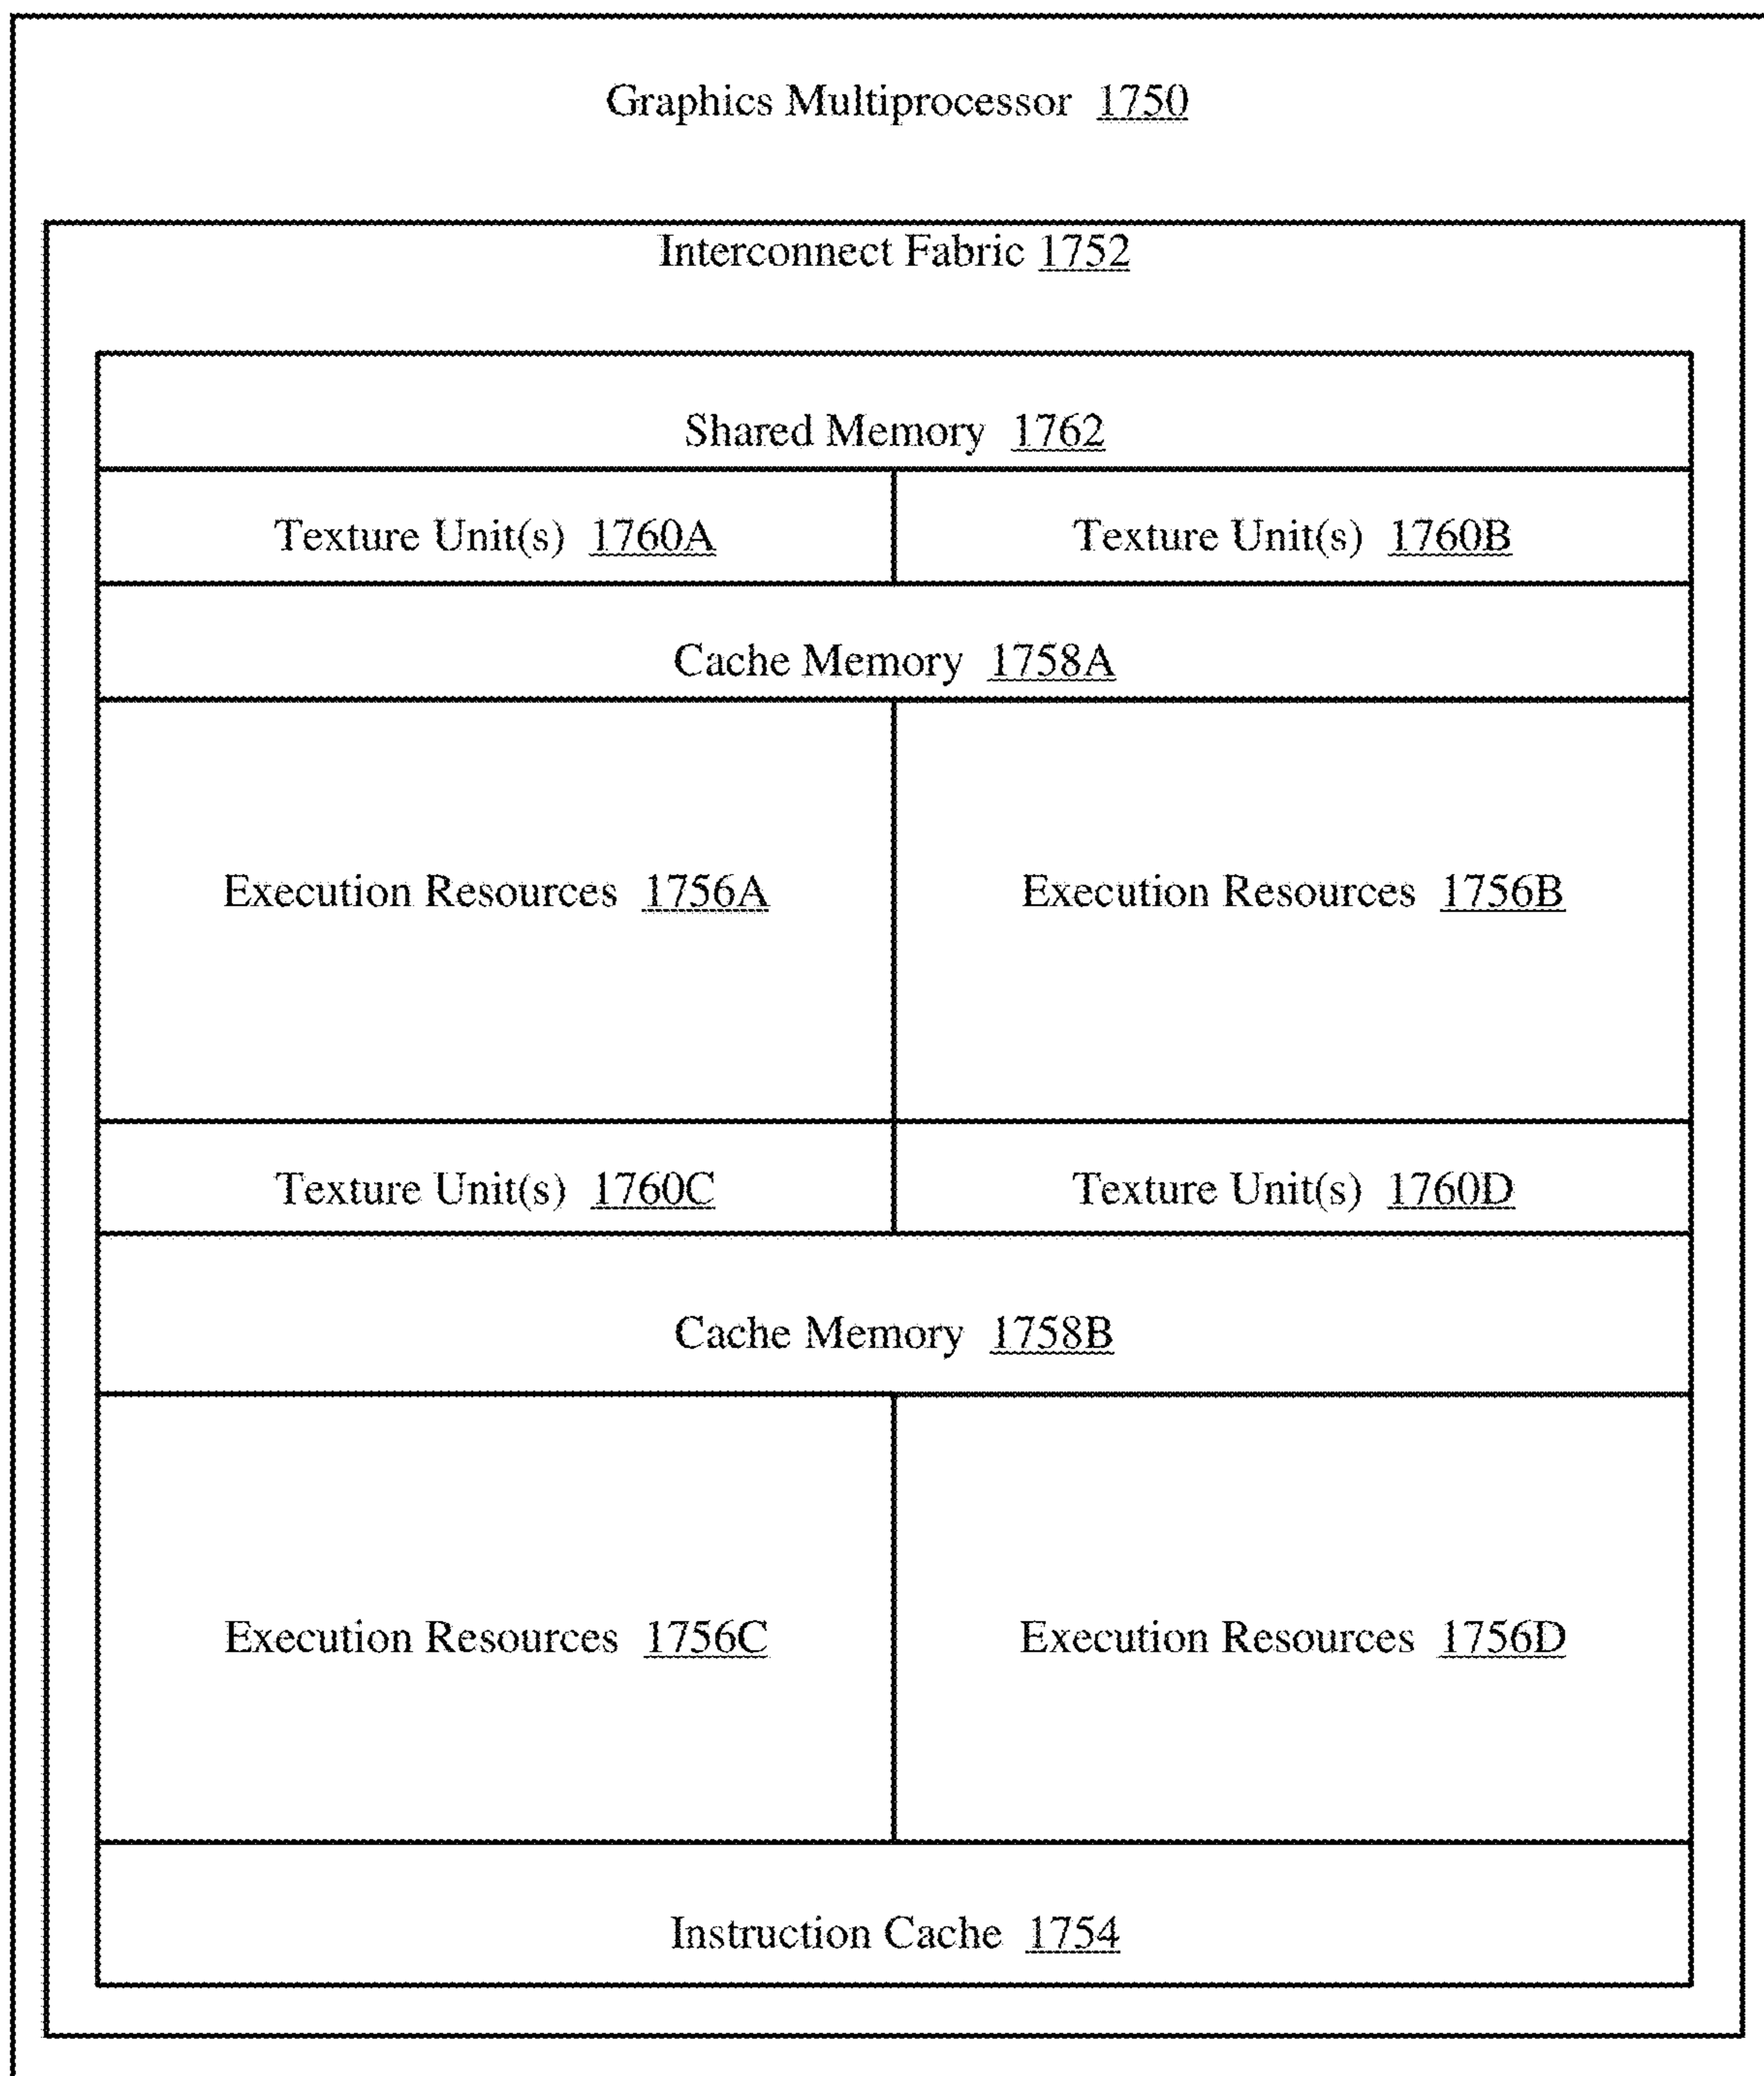 Graphics Multiprocessor 1750
Interconnect Fabric 1752
Shared Memory 1762
Texture Unit(s) 1760A
Texture Unit(s) 1760B
Cache Memory 1758A
Execution Resources 1756A
Execution Resources 1756B
Texture Unit(s) 1760C
Texture Unit(s) 1760D
Cache Memory 1758B
Execution Resources 1756C
Execution Resources 1756D
Instruction Cache 1754